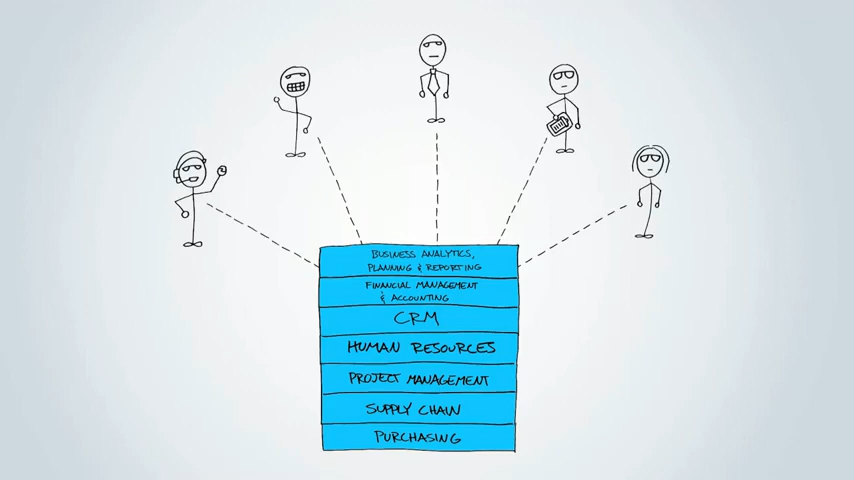 BUSINESS ANALYTICS,
PLANNING & REPORTING
FINANCIAL MANAGEMENT
& ACCOUNTING
CRM
HUMAN RESOURCES
PROJECT MANAGEMENT
SUPPLY CHAIN
PURCHASING